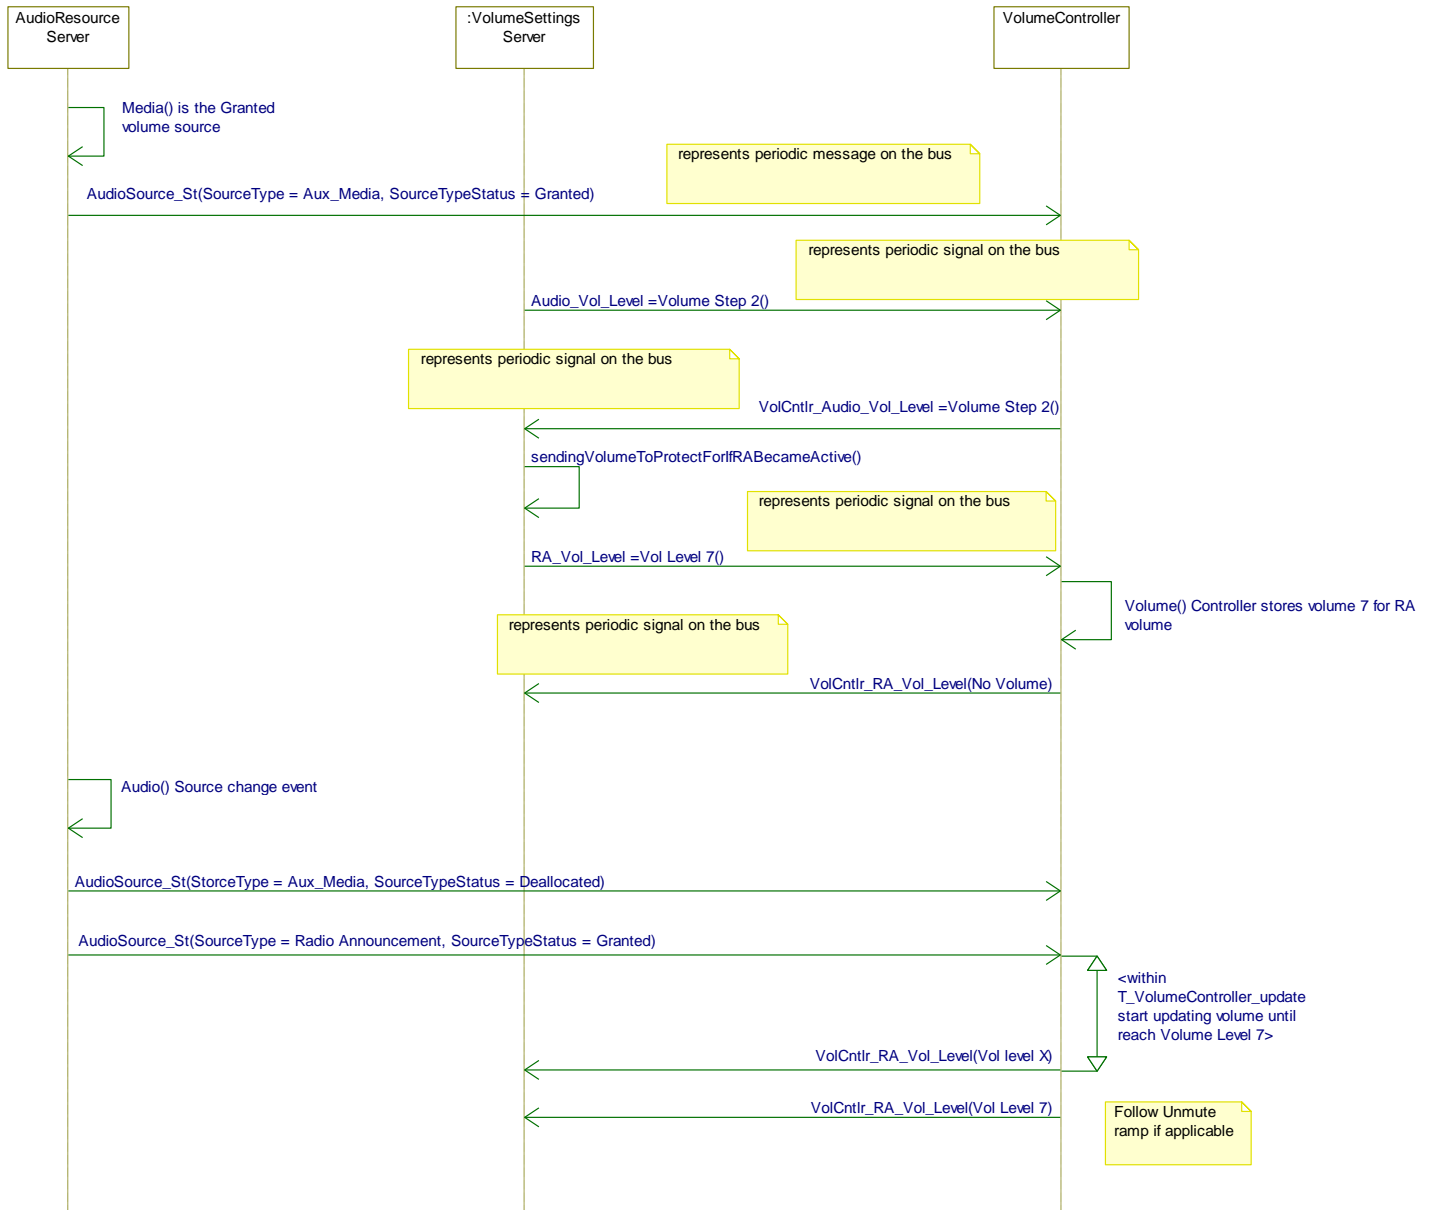 AudioResource
Server
:VolumeSettings
Server
VolumeController
Media() is the Granted
volume source
represents periodic message on the bus
AudioSource_St(SourceType = Aux_Media, SourceTypeStatus = Granted)
represents periodic signal on the bus
Audio_Vol_Level =Volume Step 2()
represents periodic signal on the bus
VolCntlr_Audio_Vol_Level =Volume Step 2()
sendingVolumeToProtectForIfRABecameActive()
represents periodic signal on the bus
RA_Vol_Level =Vol Level 7()
Volume() Controller stores volume 7 for RA
volume
represents periodic signal on the bus
VolCntlr_RA_Vol_Level(No Volume)
Audio() Source change event
AudioSource_St(StorceType = Aux_Media, SourceTypeStatus = Deallocated)
AudioSource_St(SourceType = Radio Announcement, SourceTypeStatus = Granted)
<within
T_VolumeController_update
start updating volume until
reach Volume Level 7>
VolCntlr_RA_Vol_Level(Vol level X)
VolCntlr_RA_Vol_Level(Vol Level 7)
Follow Unmute
ramp if applicable